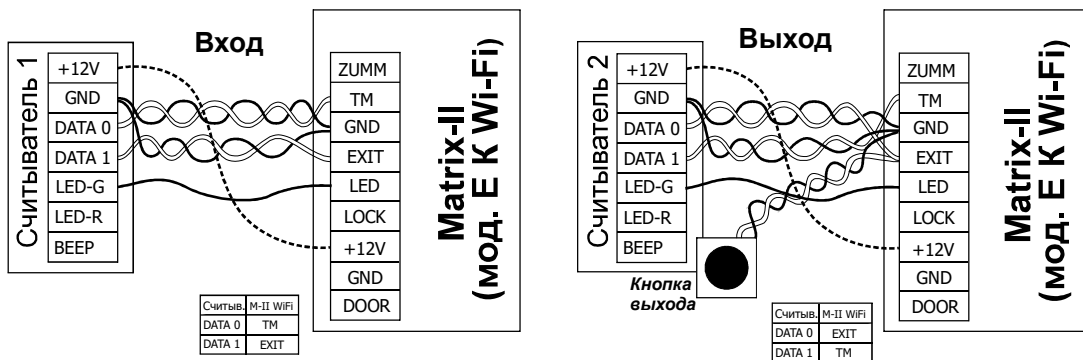 Вход
Считыватель 1
+12V
GND
DATA 0
DATA 1
LED-G
LED-R
BEEP
ZUMM
TM
GND
EXIT
LED
LOCK
+12V
GND
DOOR
Matrix-II
(мод. E K Wi-Fi)
Считыв. M-II WiFi
DATA 0 TM
DATA 1 EXIT
Выход
Считыватель 2
+12V
GND
DATA 0
DATA 1
LED-G
LED-R
BEEP
Кнопка
выхода
ZUMM
TM
GND
EXIT
LED
LOCK
+12V
GND
DOOR
Matrix-II
(мод. E K Wi-Fi)
Считыв. M-II WiFi
DATA 0 EXIT
DATA 1 TM